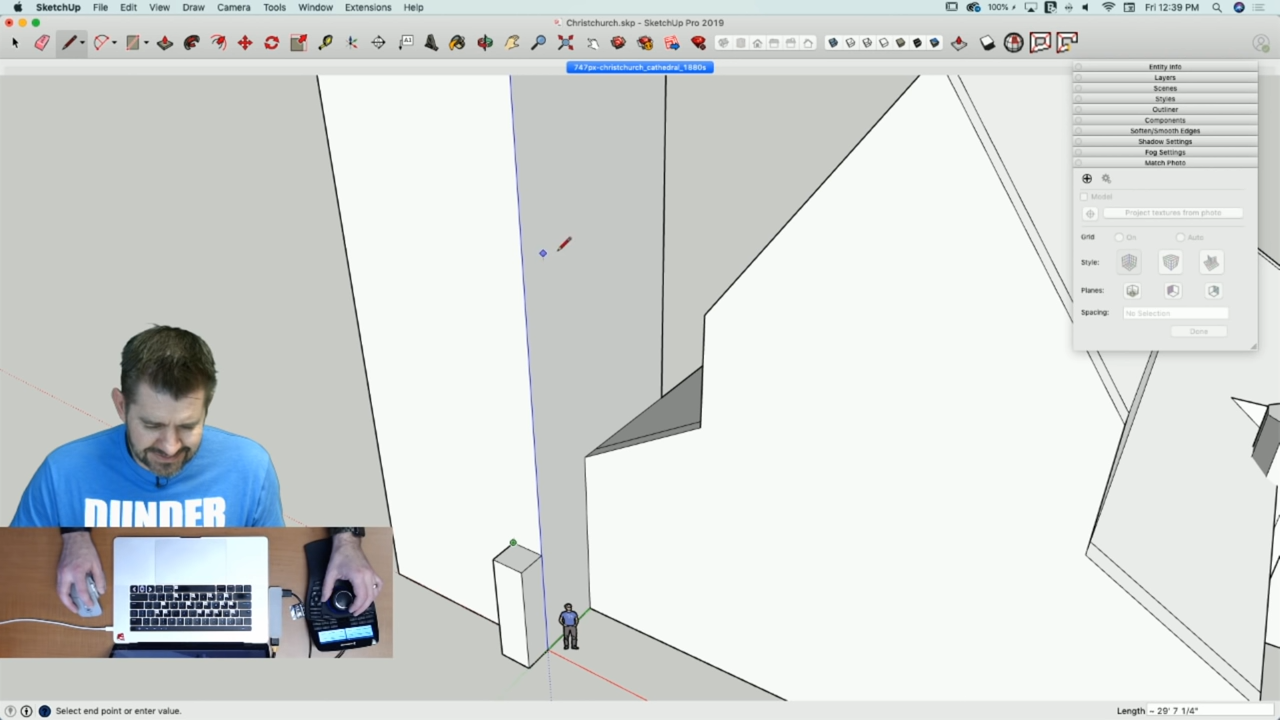 SketchUp File Edit View Draw Camera Tools Window Extensions Help 100% Fri 12:39 PM
Christchurch.skp - SketchUp Pro 2019
747px-christchurch_cathedral_1880s
Entity Info
Layers
Scenes
Styles
Outliner
Components
Soften/Smooth Edges
Shadow Settings
Fog Settings
Match Photo
Model
Project textures from photo
Grid On Auto
Style:
Planes:
Spacing: No Selection
Done
DUNDER
Select end point or enter value. Length ~ 29' 7 1/4"